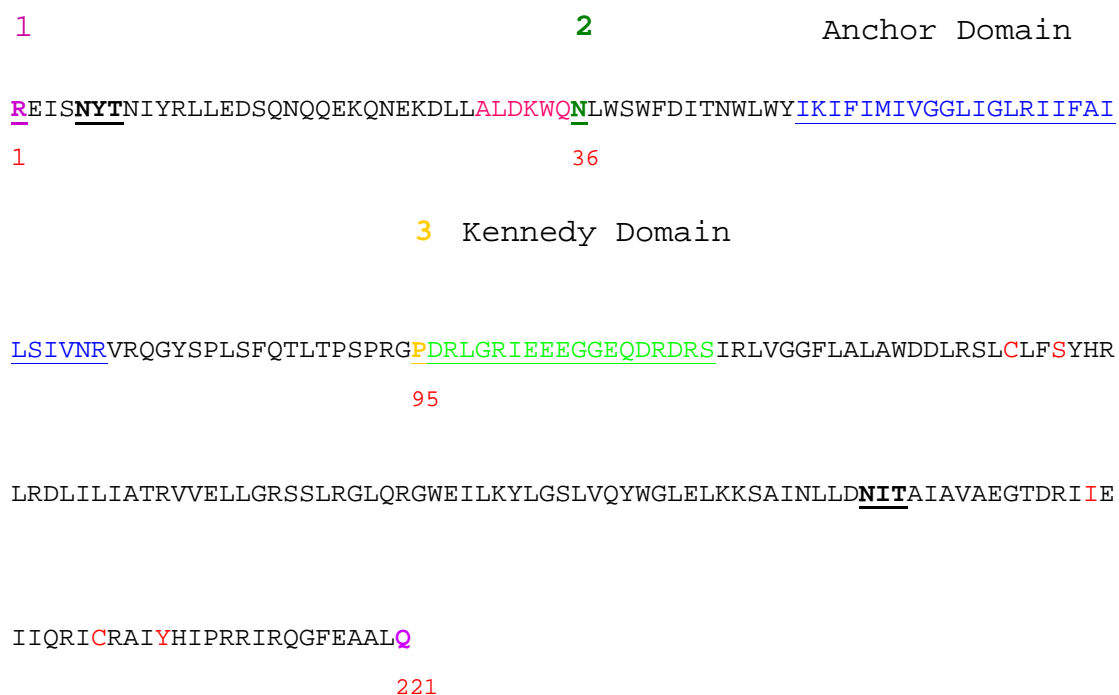 1 2 Anchor Domain
REISNYTNIYRLLEDSQNQQEKQNEKDLLALDKWQNLWSWFDITNWLWYIKIFIMIVGGLIGLRIIFAI
1 36
3 Kennedy Domain
LSIVNRVRQGYSPLSFQTLTPSPRGPDRLGRIEEEGGEQDRDRSIRLVGGFLALAWDDLRSLCLFSYHR
95
LRDLILIATRVVELLGRSSLRGLQRGWEILKYLGSLVQYWGLELKKSAINLLDNITAIAVAEGTDRIIE
IIQRICRAIYHIPRRIRQGFEAALQ
221